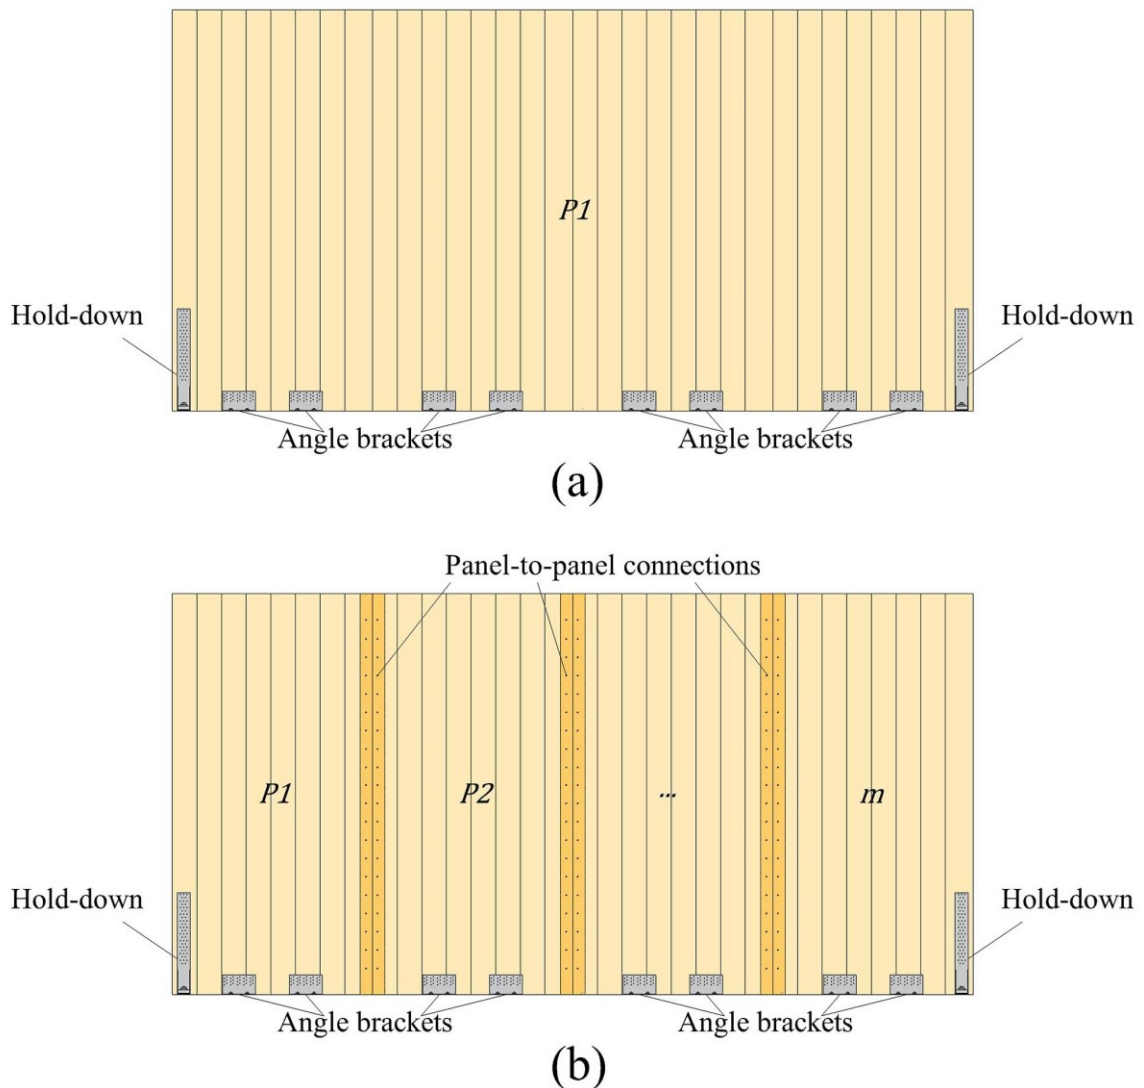 P1
Hold-down
Hold-down
Angle brackets
Angle brackets
(a)
Panel-to-panel connections
P1
P2
...
m
Hold-down
Hold-down
Angle brackets
Angle brackets
(b)